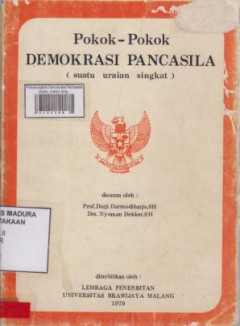 Pokok-Pokok
DEMOKRASI PANCASILA
( suatu uraian singkat )
disusun oleh :
Prof. Darji Darmodiharjo, SH
Drs. Nyoman Dekker, SH
S MADURA
TAKAAN
diterbitkan oleh :
LEMBAGA PENERBITAN
UNIVERSITAS BRAWIJAYA MALANG
1979